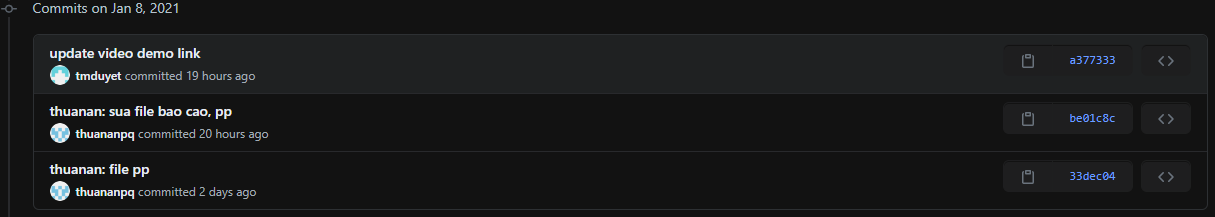 Commits on Jan 8, 2021
update video demo link
tmduyet committed 19 hours ago
a377333
thuanan: sua file bao cao, pp
thuananpq committed 20 hours ago
be01c8c
thuanan: file pp
thuananpq committed 2 days ago
33dec04